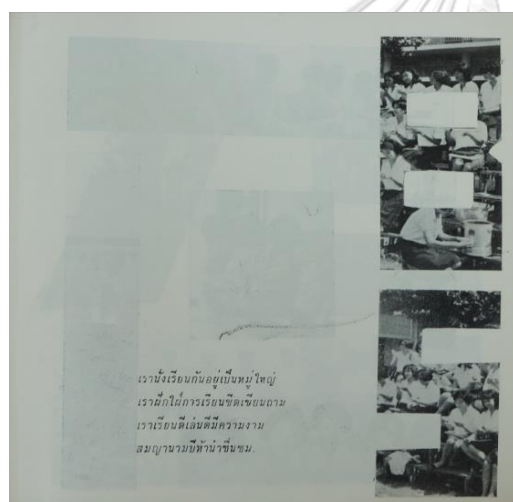 เรานั่งเรียนกันอยู่เป็นหมู่ใหญ่
เราฝักใฝ่การเรียนขีดเขียนถาม
เราเรียนดีเล่นดีมีความงาม
สมญานามบีห้าน่าชื่นชม.